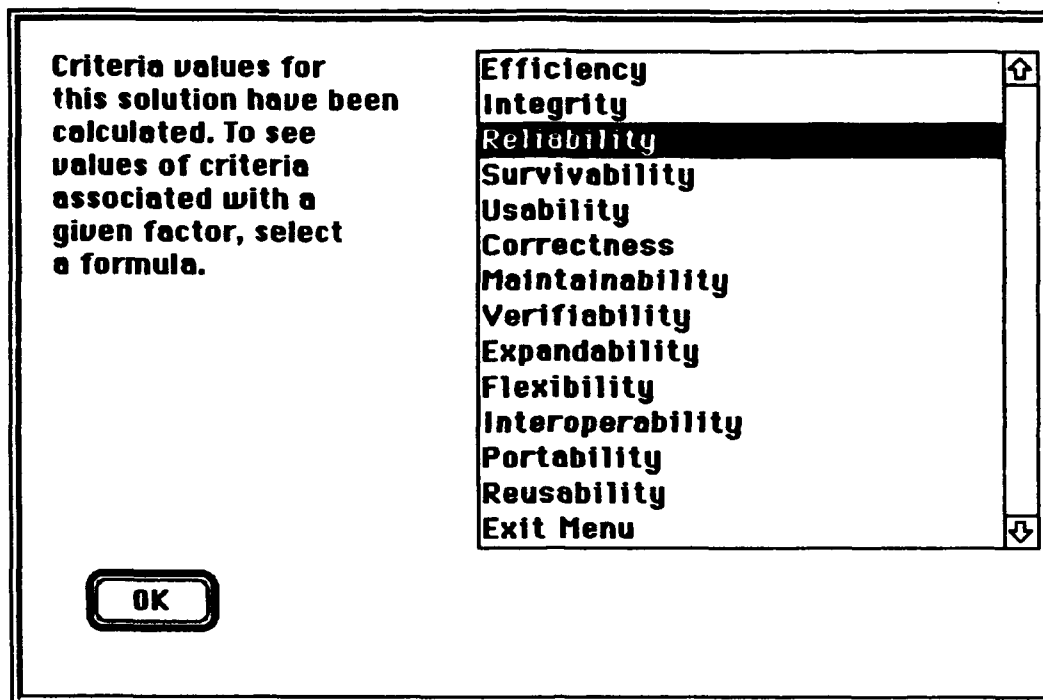 Criteria values for
this solution have been
calculated. To see
values of criteria
associated with a
given factor, select
a formula.
Efficiency
Integrity
Reliability
Survivability
Usability
Correctness
Maintainability
Verifiability
Expandability
Flexibility
Interoperability
Portability
Reusability
Exit Menu
OK